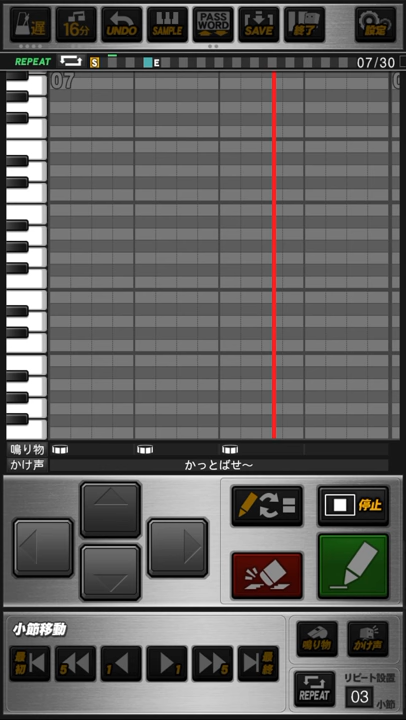 遅 16分 UNDO SAMPLE PASS WORD SAVE 終了 設定
REPEAT S E 07/30
07
鳴り物
かけ声 かっとばせ〜
停止
小節移動
最初 5 1 1 5 最終
鳴り物 かけ声
REPEAT リピート設置
03 小節